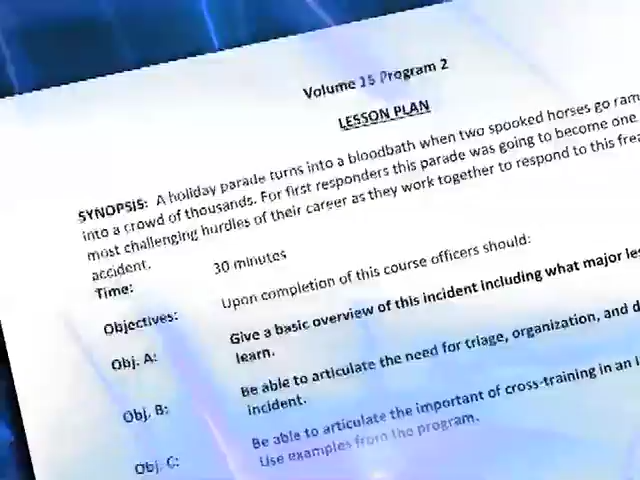 Volume 15 Program 2
LESSON PLAN
SYNOPSIS: A holiday parade turns into a bloodbath when two spooked horses go ram
into a crowd of thousands. For first responders this parade was going to become one
most challenging hurdles of their career as they work together to respond to this frea
accident.
Time: 30 minutes
Objectives: Upon completion of this course officers should:
Obj. A: Give a basic overview of this incident including what major les
learn.
Obj. B: Be able to articulate the need for triage, organization, and d
incident.
Obj. C: Be able to articulate the important of cross-training in an i
Use examples from the program.